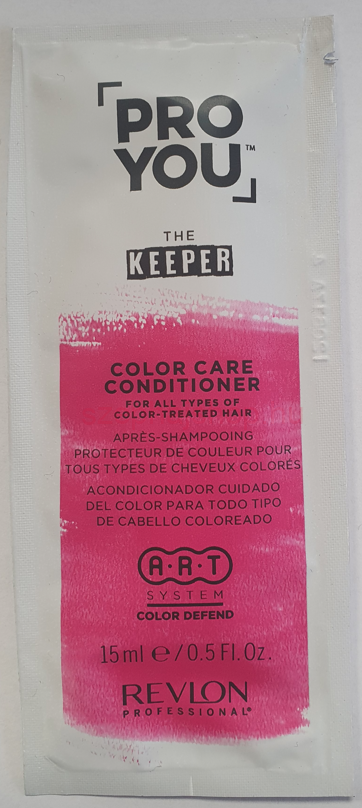 PRO
YOU™
THE
KEEPER
COLOR CARE
CONDITIONER
FOR ALL TYPES OF
COLOR-TREATED HAIR
APRÈS-SHAMPOOING
PROTECTEUR DE COULEUR POUR
TOUS TYPES DE CHEVEUX COLORÉS
ACONDICIONADOR CUIDADO
DEL COLOR PARA TODO TIPO
DE CABELLO COLOREADO
A·R·T
SYSTEM
COLOR DEFEND
15 ml ℮ / 0.5 Fl. Oz.
REVLON
PROFESSIONAL®